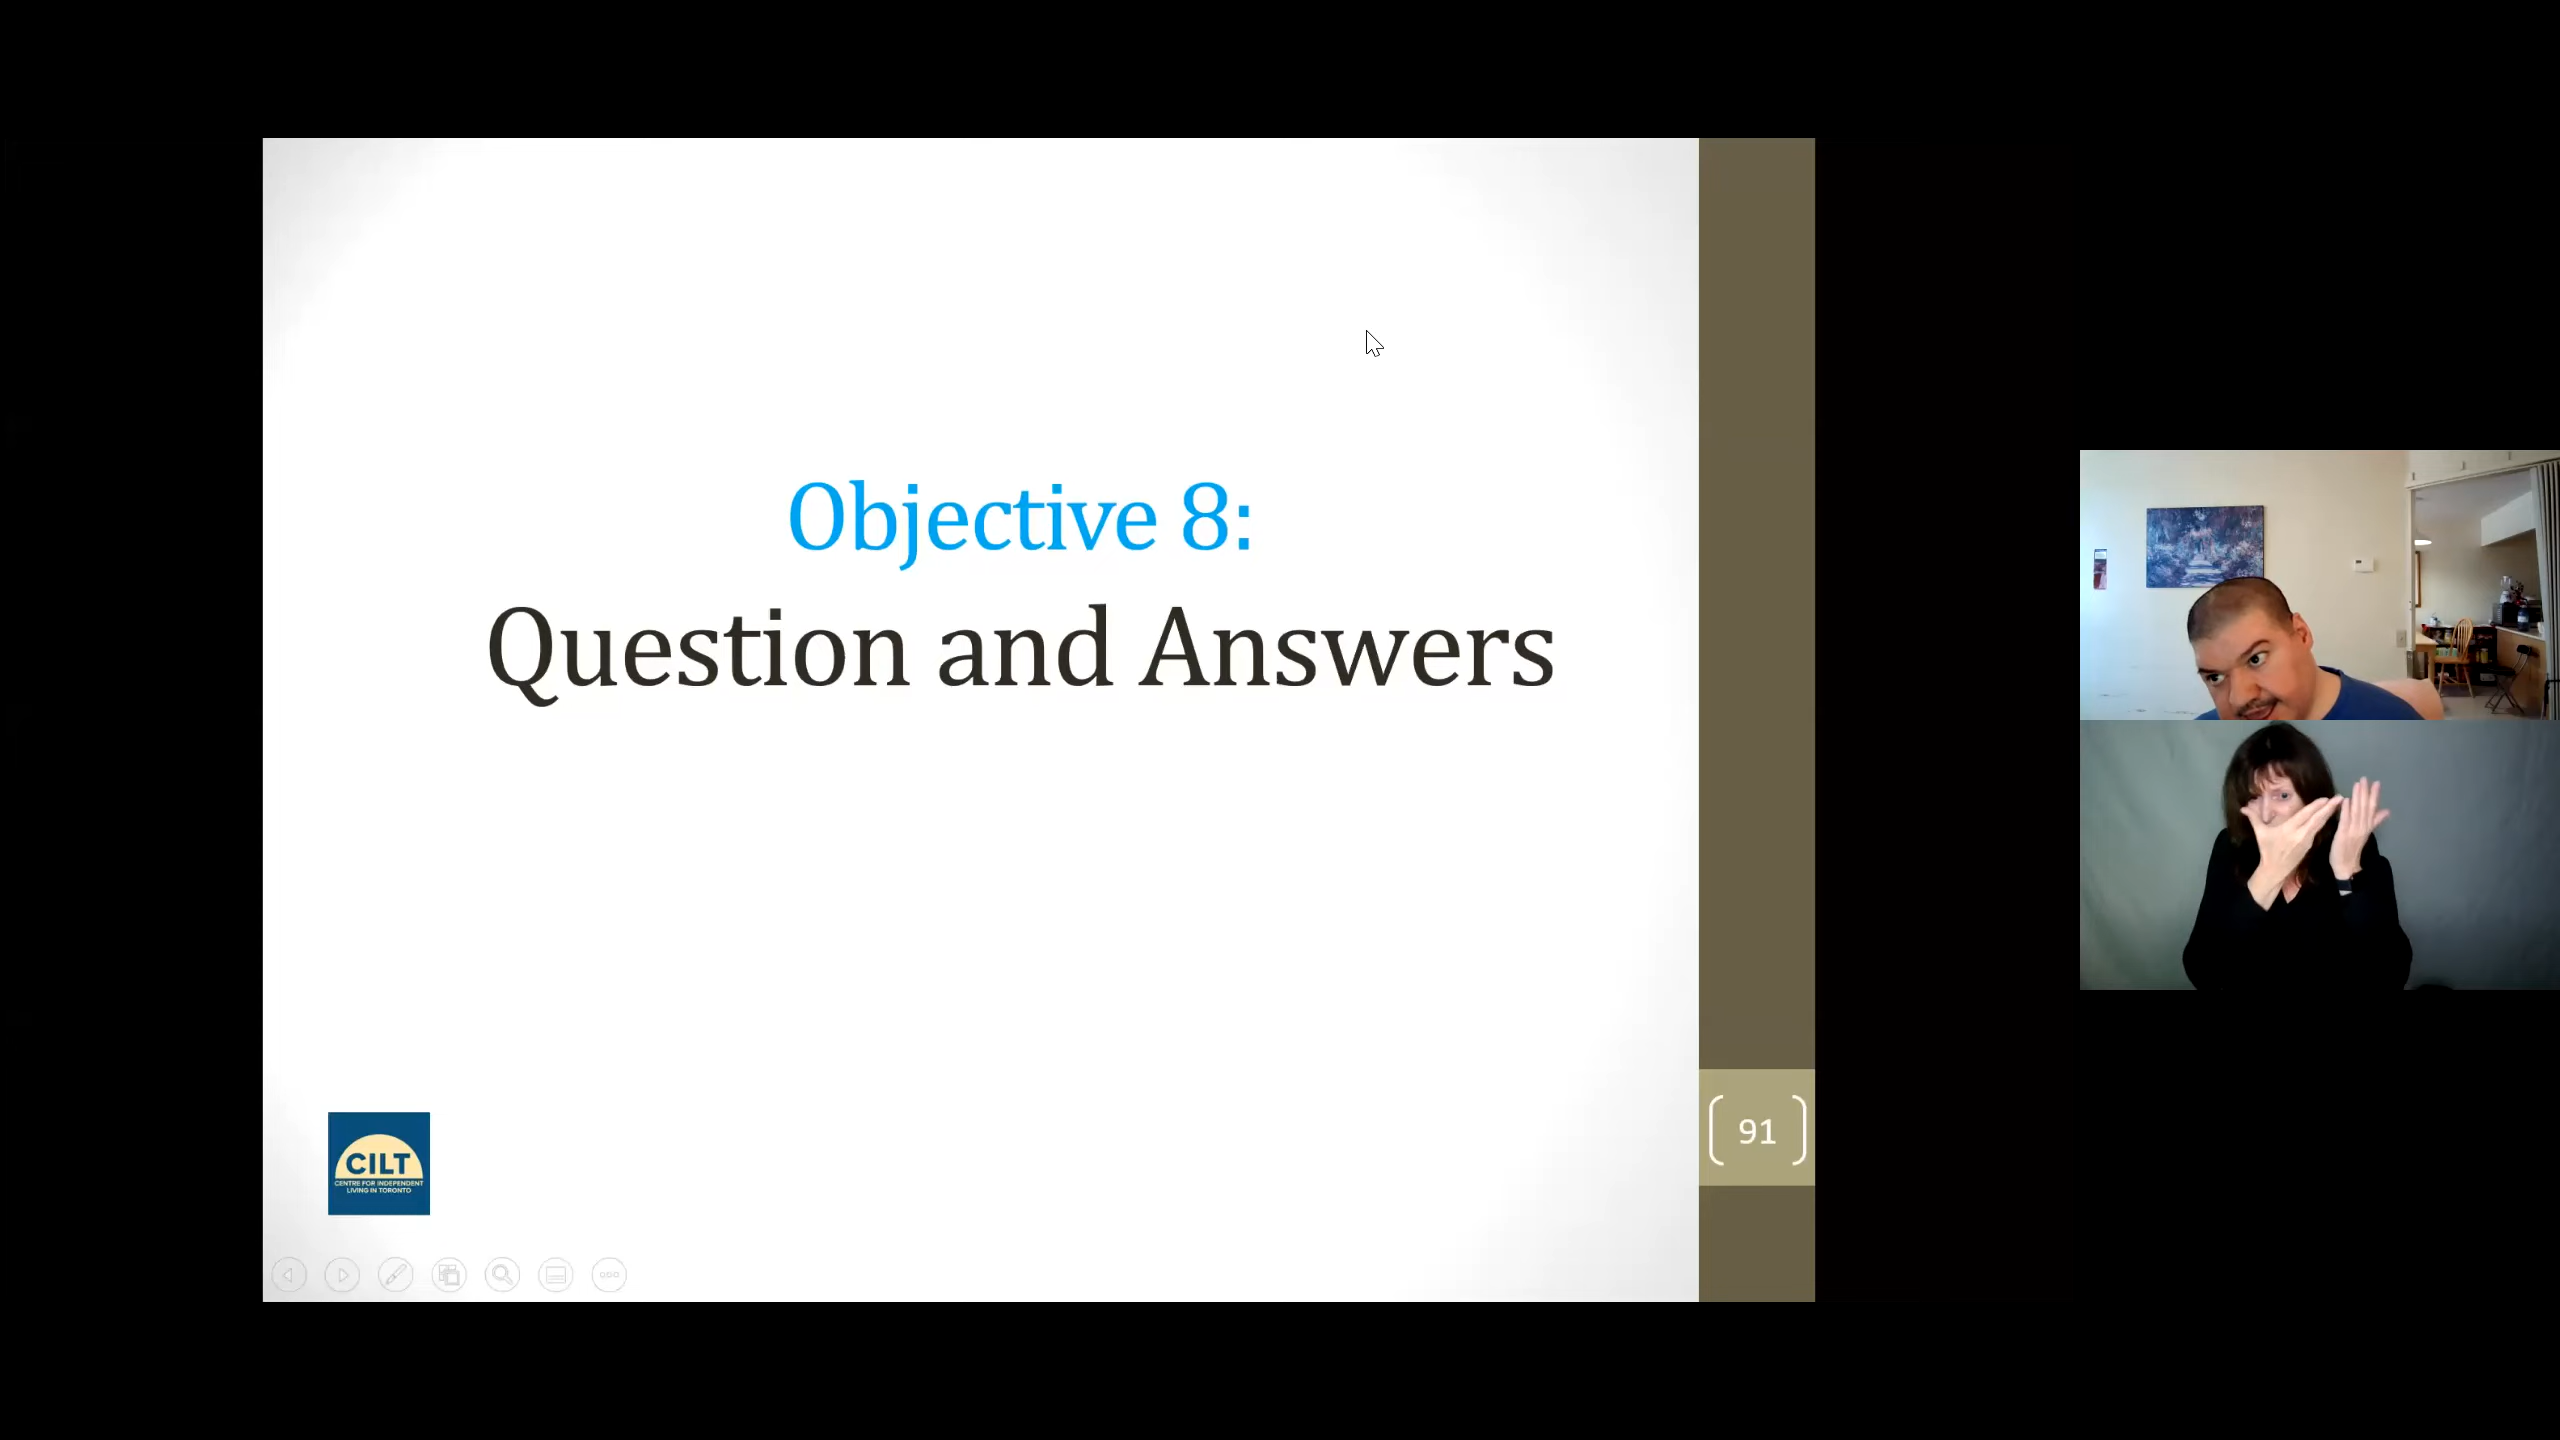 Objective 8:
Question and Answers
CILT
CENTRE FOR INDEPENDENT
LIVING IN TORONTO
91